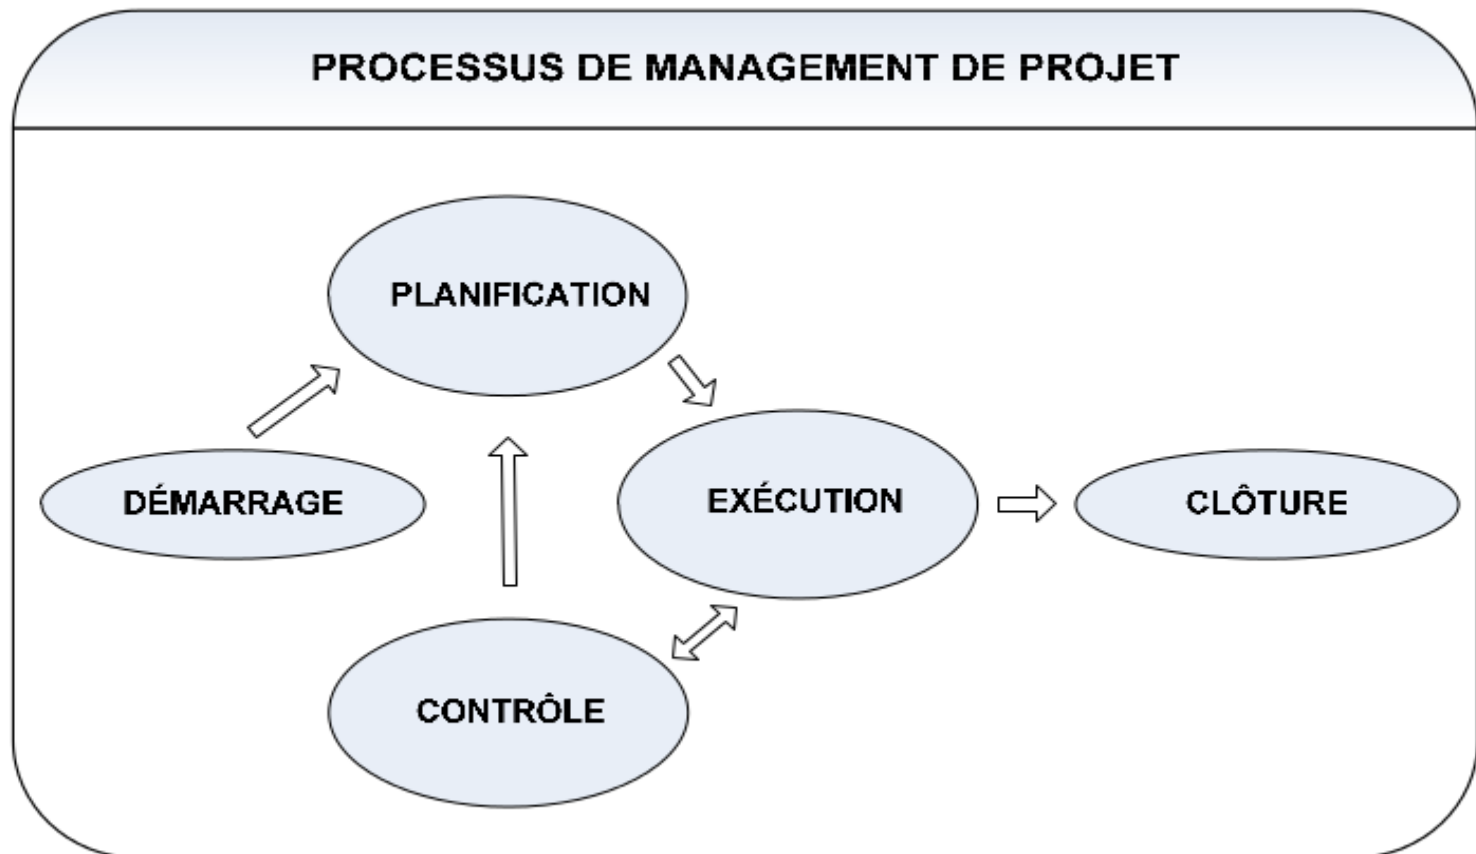 PROCESSUS DE MANAGEMENT DE PROJET
PLANIFICATION
DÉMARRAGE
EXÉCUTION
CLÔTURE
CONTRÔLE